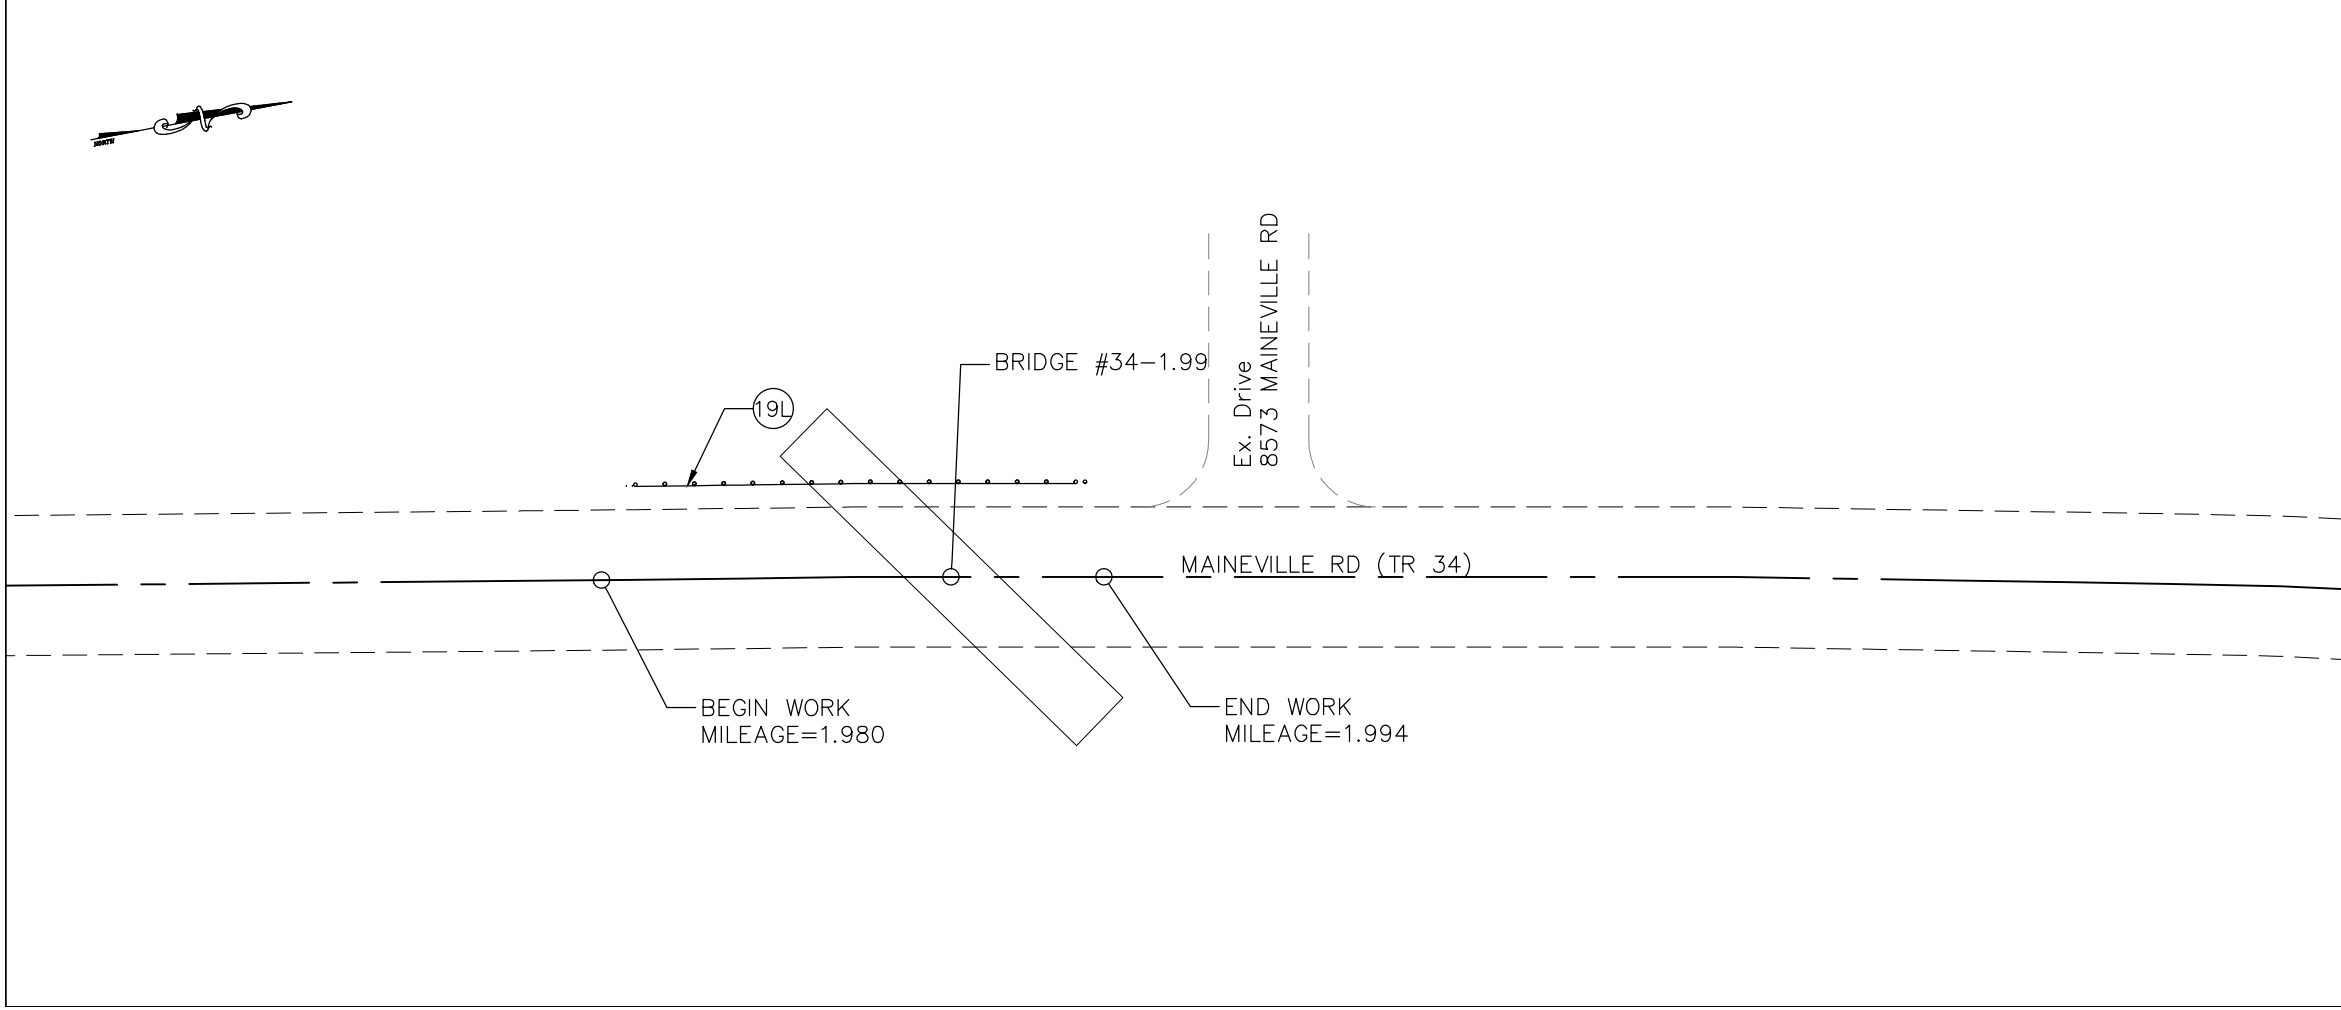 NORTH
Ex. Drive
8573 MAINEVILLE RD
BRIDGE #34-1.99
19L
MAINEVILLE RD (TR 34)
BEGIN WORK
MILEAGE=1.980
END WORK
MILEAGE=1.994